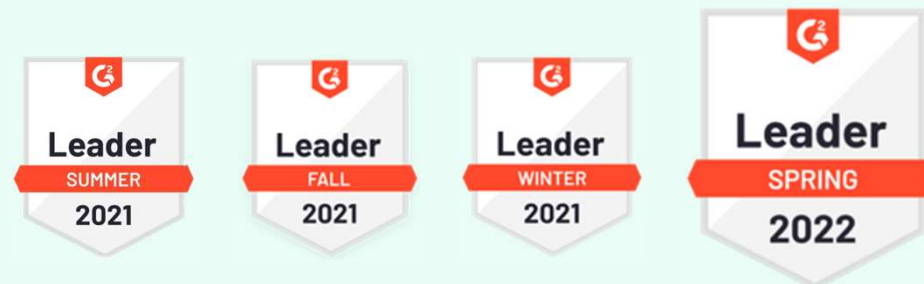 G2
Leader
SUMMER
2021
G2
Leader
FALL
2021
G2
Leader
WINTER
2021
G2
Leader
SPRING
2022